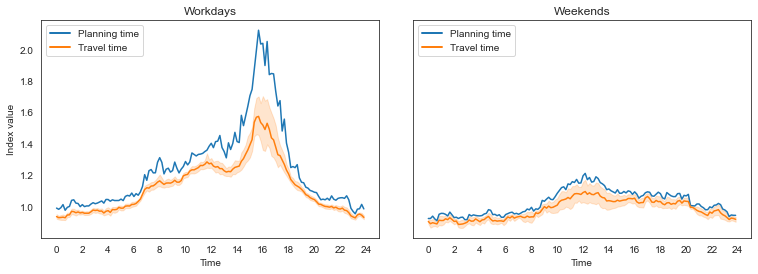 Workdays
Planning time
Travel time
Index value
2.0
1.8
1.6
1.4
1.2
1.0
0 2 4 6 8 10 12 14 16 18 20 22 24
Time
Weekends
Planning time
Travel time
0 2 4 6 8 10 12 14 16 18 20 22 24
Time